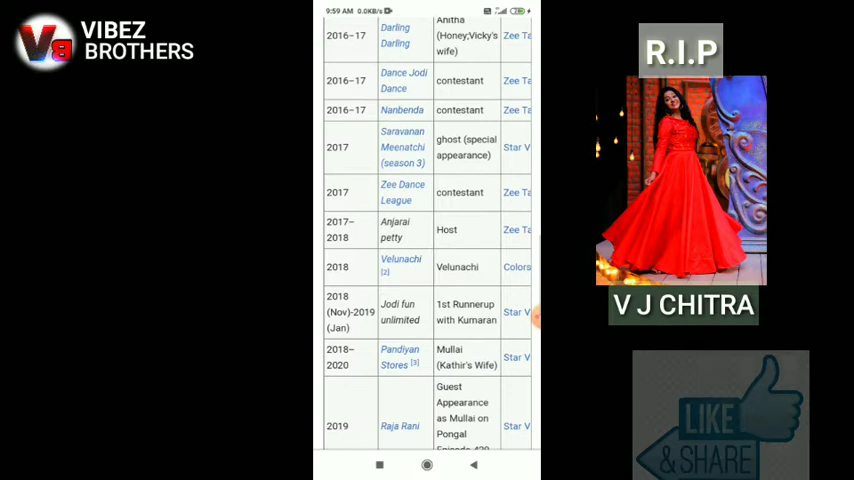 VIBEZ
BROTHERS
VB
9:59 AM 0.0KB/s
2016–17 Darling Darling Anitha (Honey;Vicky's wife) Zee Ta
2016–17 Dance Jodi Dance contestant Zee Ta
2016–17 Nanbenda contestant Zee Ta
2017 Saravanan Meenatchi (season 3) ghost (special appearance) Star V
2017 Zee Dance League contestant Zee Ta
2017–2018 Anjarai petty Host Zee Ta
2018 Velunachi [2] Velunachi Colors
2018 (Nov)-2019 (Jan) Jodi fun unlimited 1st Runnerup with Kumaran Star V
2018–2020 Pandiyan Stores [3] Mullai (Kathir's Wife) Star V
2019 Raja Rani Guest Appearance as Mullai on Pongal Star V
R.I.P
V J CHITRA
LIKE
& SHARE